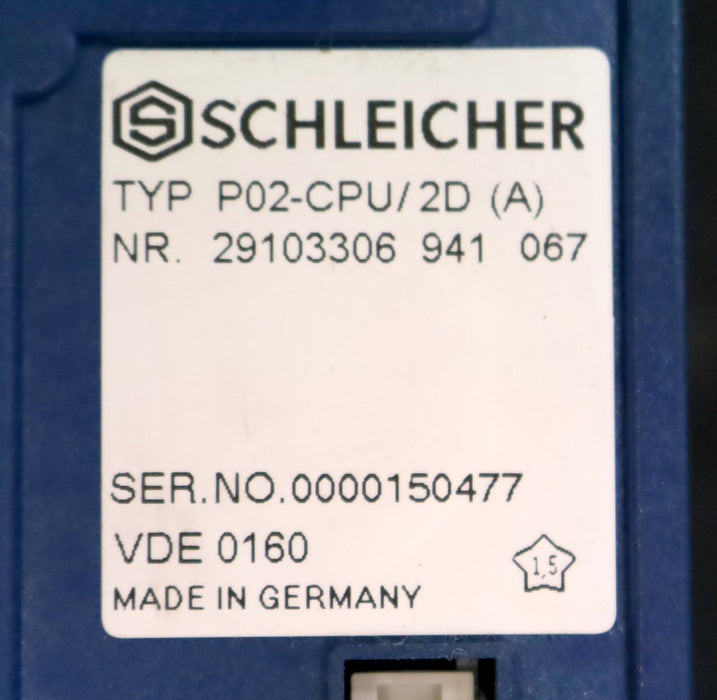 SCHLEICHER
TYP P02-CPU/2D (A)
NR. 29103306 941 067
SER.NO.0000150477
VDE 0160
1,5
MADE IN GERMANY